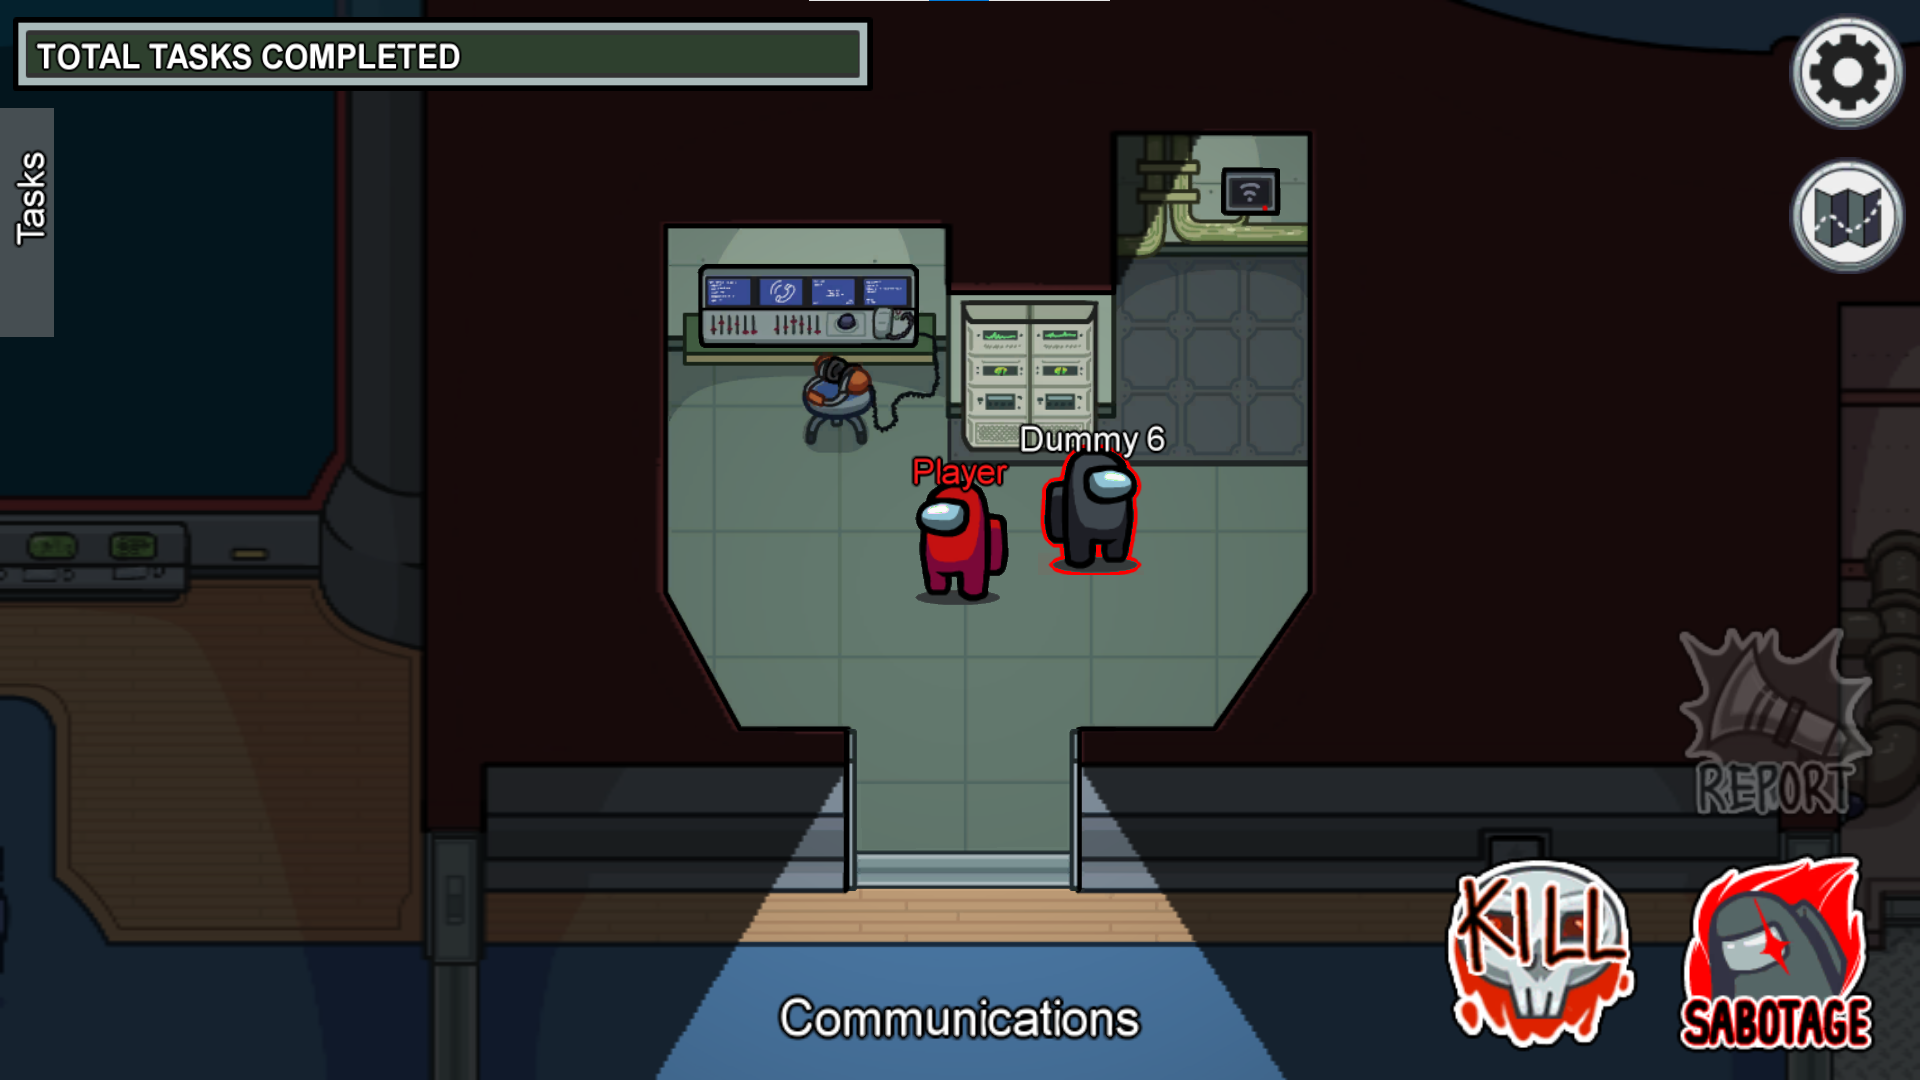 TOTAL TASKS COMPLETED
Tasks
Dummy 6
Player
REPORT
KILL
SABOTAGE
Communications